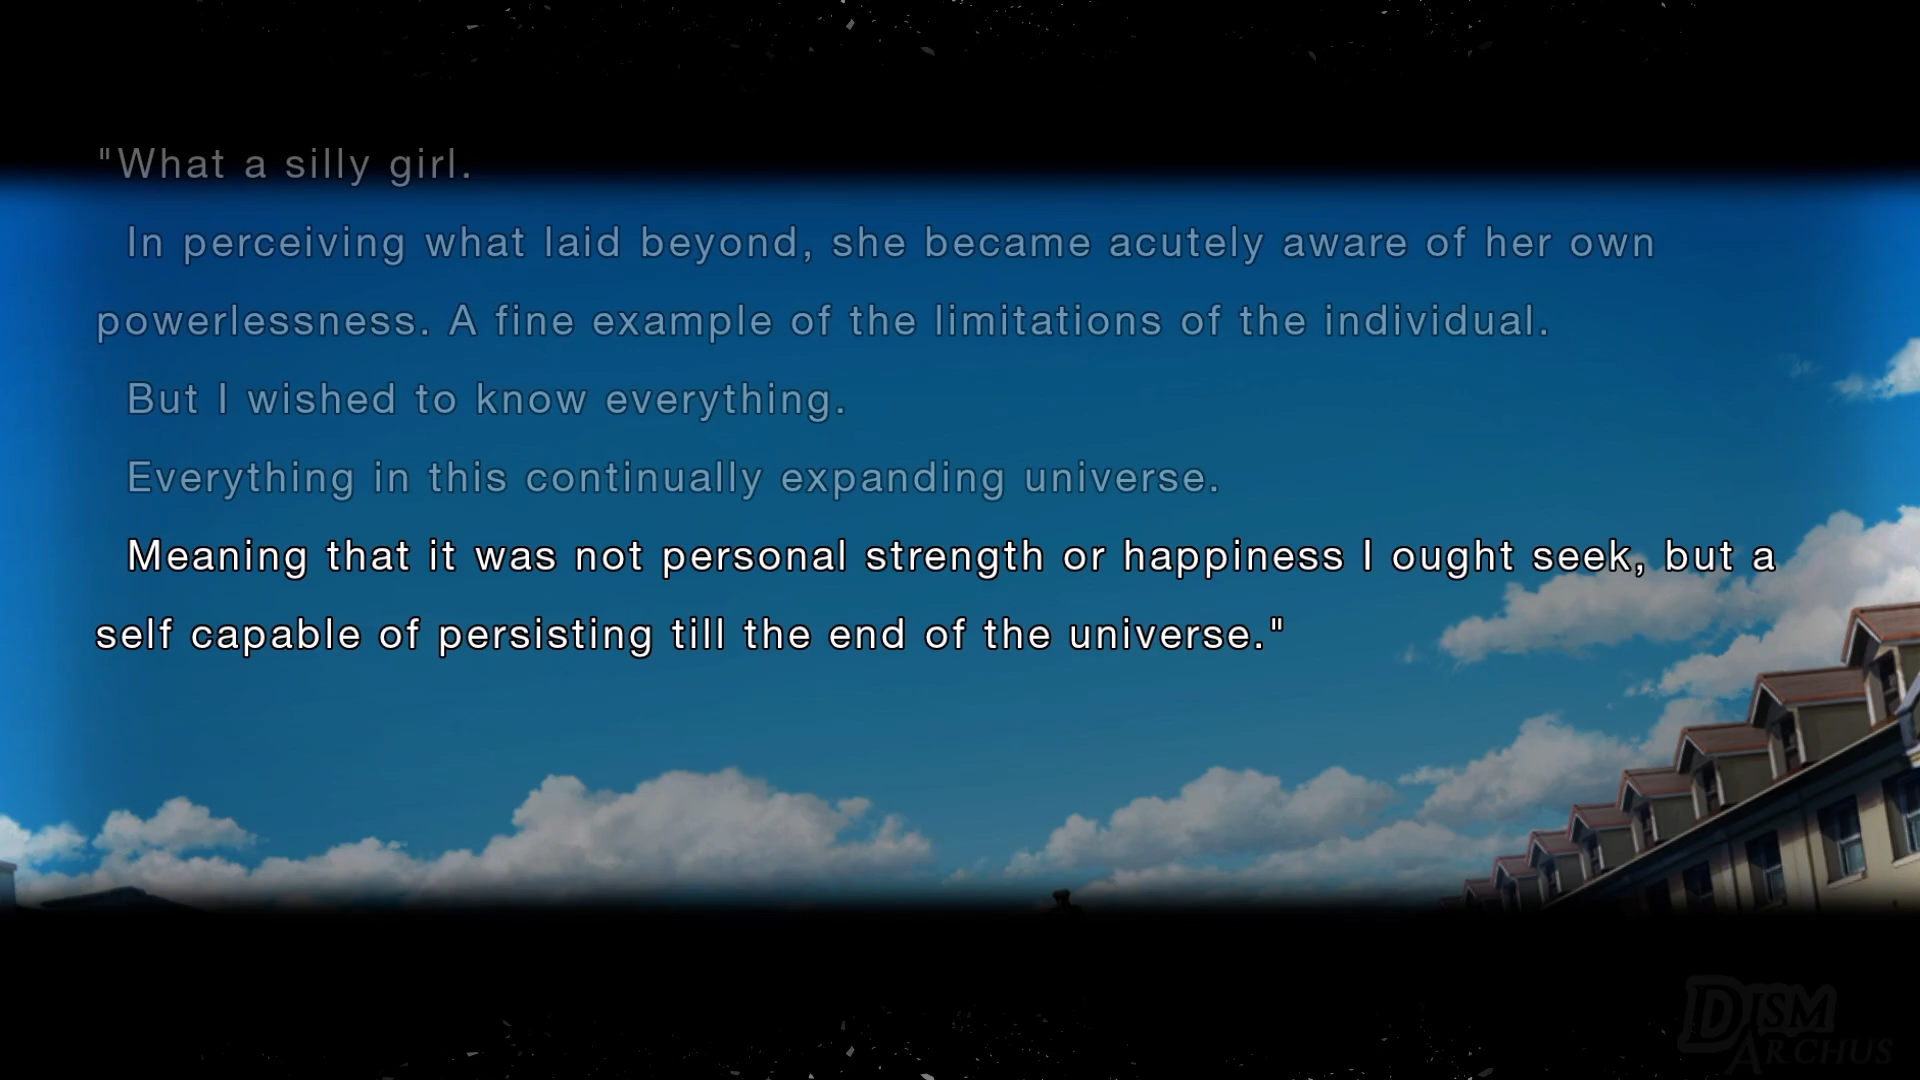 "What a silly girl.
In perceiving what laid beyond, she became acutely aware of her own
powerlessness. A fine example of the limitations of the individual.
But I wished to know everything.
Everything in this continually expanding universe.
Meaning that it was not personal strength or happiness I ought seek, but a
self capable of persisting till the end of the universe."
DISM
ARCHUS